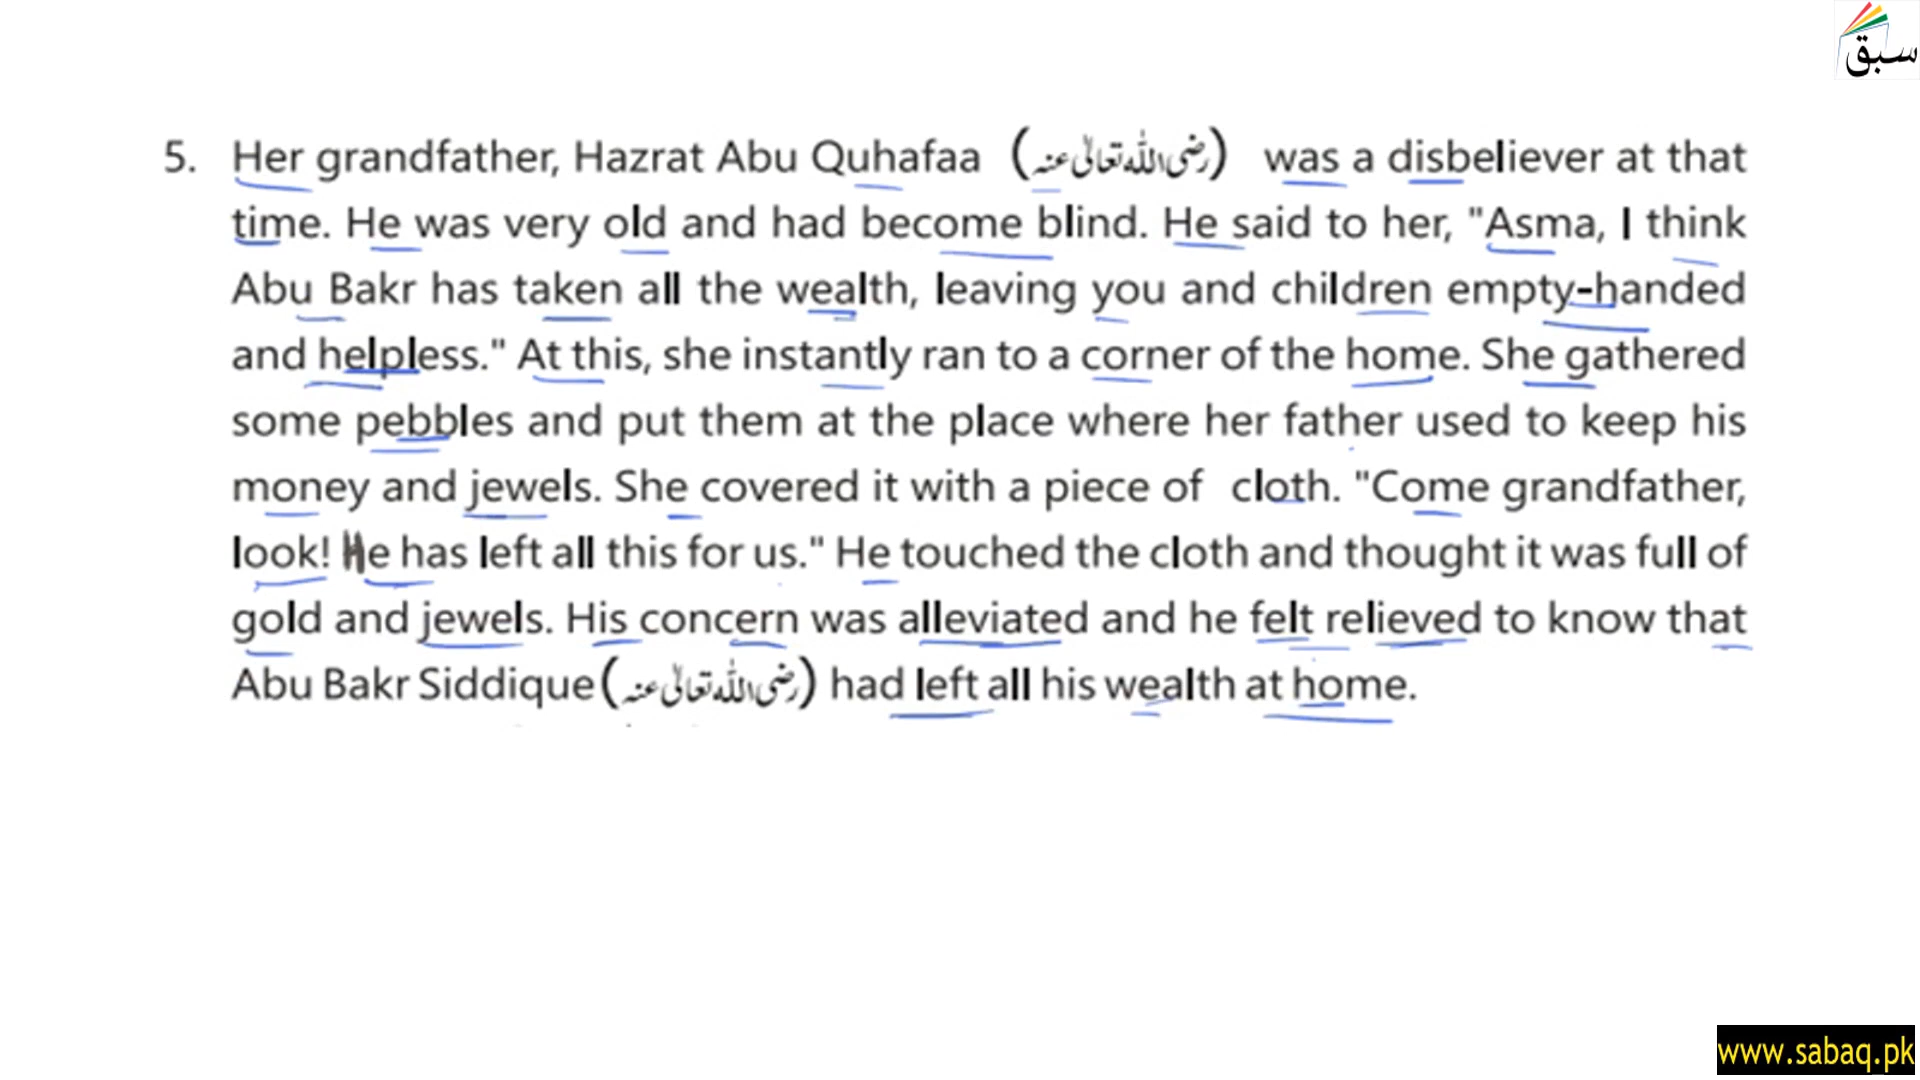 سبق
5. Her grandfather, Hazrat Abu Quhafaa (رضی اللہ تعالیٰ عنہ) was a disbeliever at that
time. He was very old and had become blind. He said to her, "Asma, I think
Abu Bakr has taken all the wealth, leaving you and children empty-handed
and helpless." At this, she instantly ran to a corner of the home. She gathered
some pebbles and put them at the place where her father used to keep his
money and jewels. She covered it with a piece of cloth. "Come grandfather,
look! He has left all this for us." He touched the cloth and thought it was full of
gold and jewels. His concern was alleviated and he felt relieved to know that
Abu Bakr Siddique (رضی اللہ تعالیٰ عنہ) had left all his wealth at home.
www.sabaq.pk